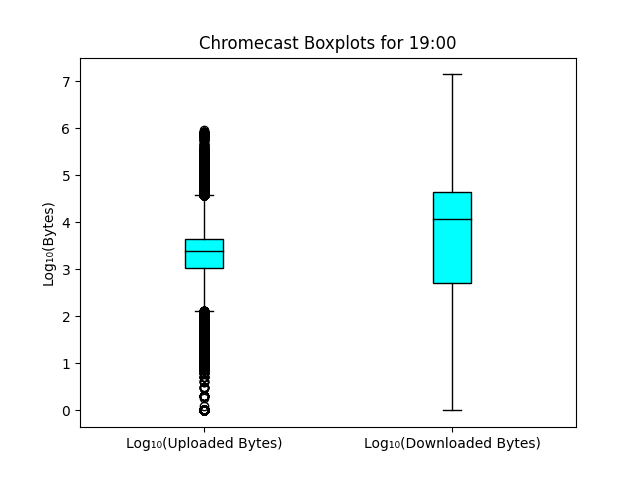 Chromecast Boxplots for 19:00
Log₁₀(Bytes)
7
6
5
4
3
2
1
0
Log₁₀(Uploaded Bytes)
Log₁₀(Downloaded Bytes)